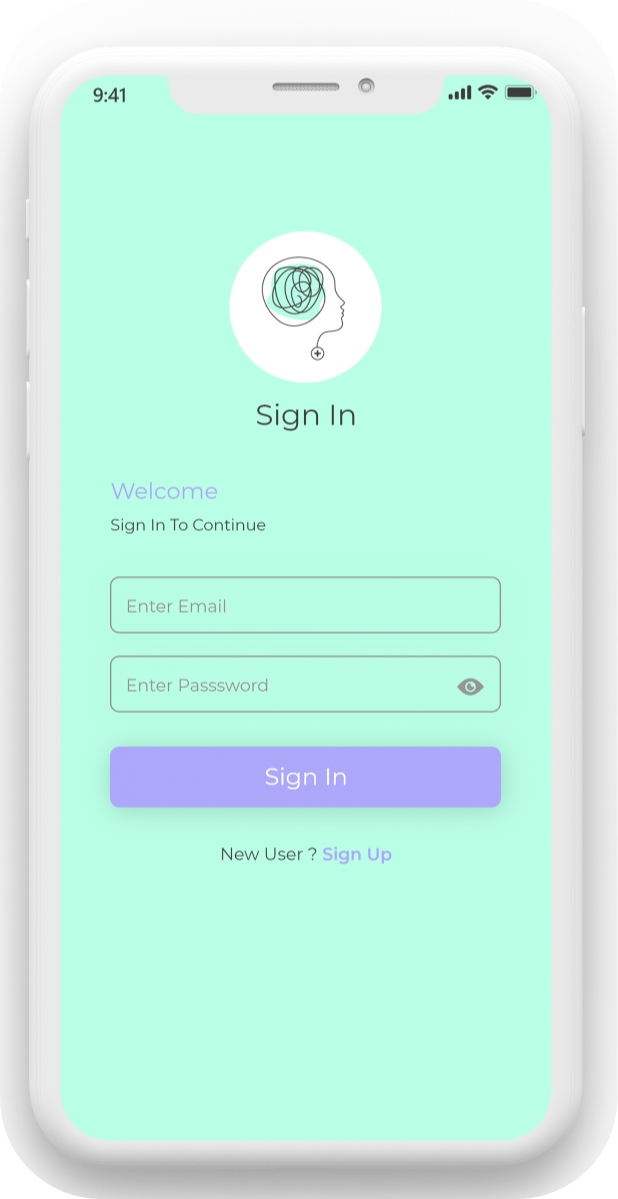 9:41
Sign In
Welcome
Sign In To Continue
Enter Email
Enter Passsword
Sign In
New User ? Sign Up